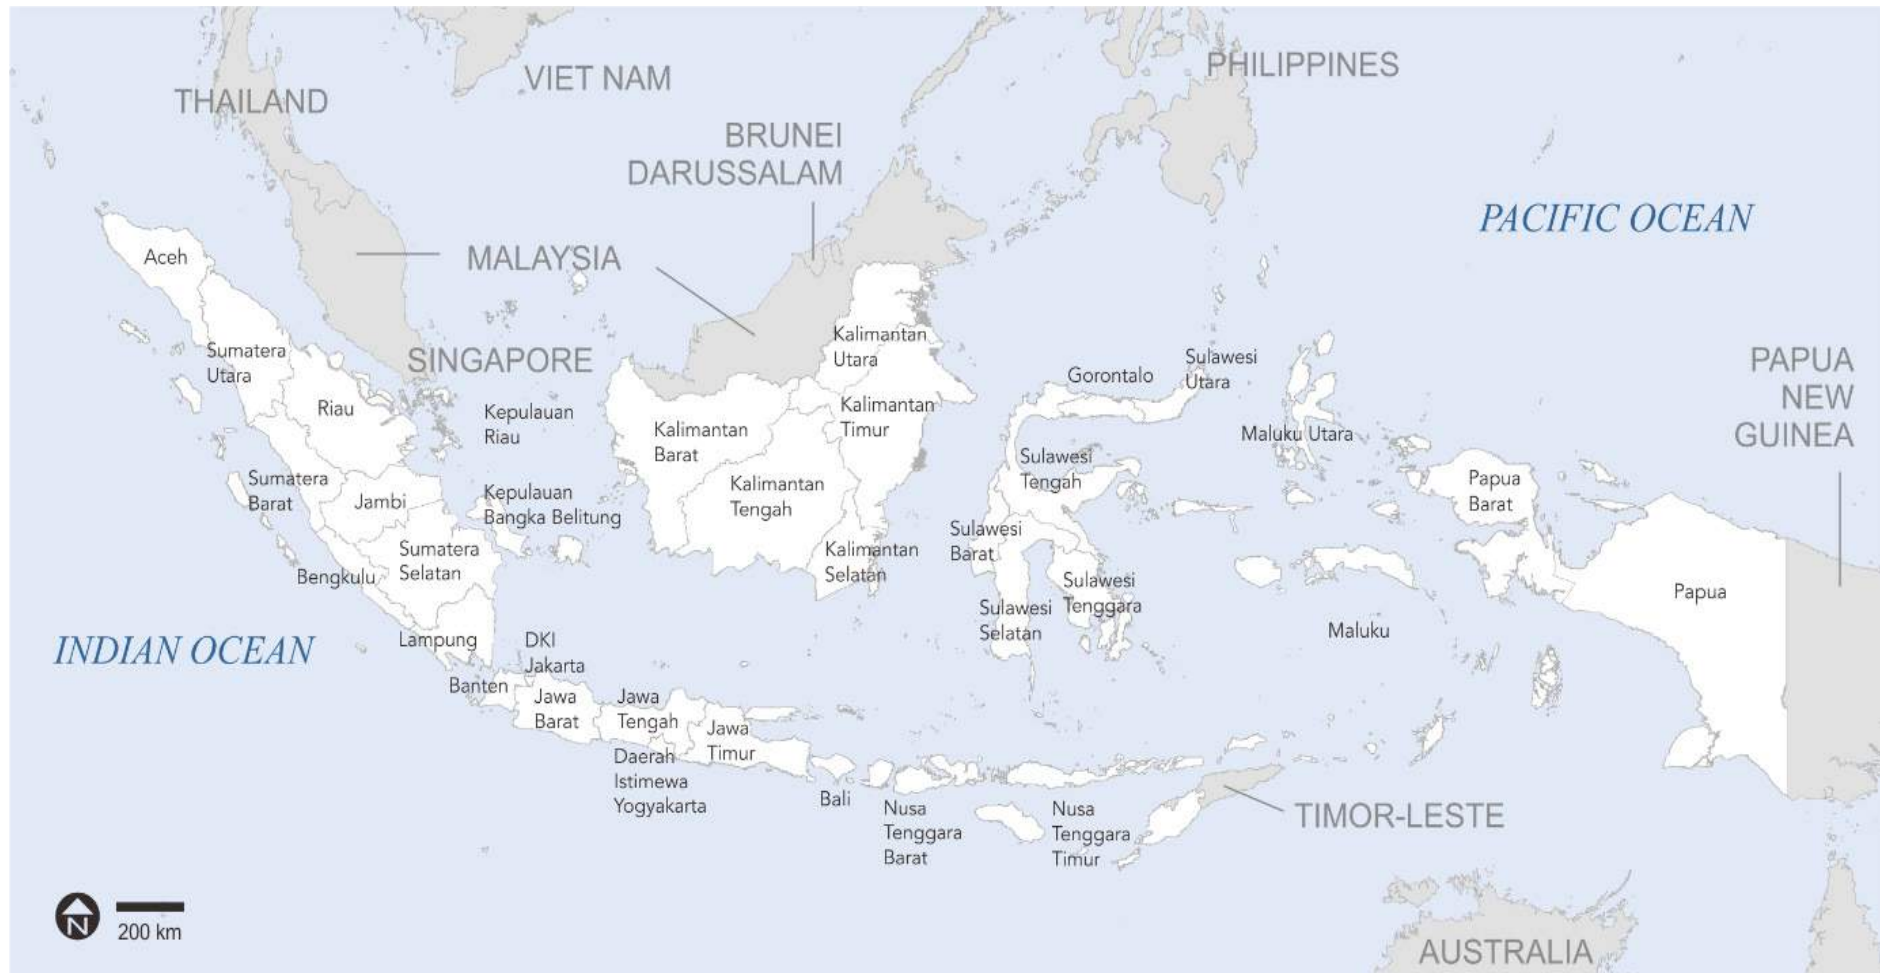 PHILIPPINES
VIET NAM
THAILAND
BRUNEI
DARUSSALAM
PACIFIC OCEAN
Aceh
MALAYSIA
Kalimantan
Utara
Sumatera
Utara
SINGAPORE
Gorontalo
Sulawesi
Utara
PAPUA
NEW
GUINEA
Riau
Kepulauan
Riau
Kalimantan
Barat
Kalimantan
Timur
Maluku Utara
Sumatera
Barat
Jambi
Kepulauan
Bangka Belitung
Kalimantan
Tengah
Sulawesi
Tengah
Papua
Barat
Sumatera
Selatan
Bengkulu
Kalimantan
Selatan
Sulawesi
Barat
Sulawesi
Tenggara
Sulawesi
Selatan
Papua
Maluku
INDIAN OCEAN
Lampung
DKI
Jakarta
Banten
Jawa
Barat
Jawa
Tengah
Jawa
Timur
Daerah
Istimewa
Yogyakarta
Bali
Nusa
Tenggara
Barat
Nusa
Tenggara
Timur
TIMOR-LESTE
N
200 km
AUSTRALIA